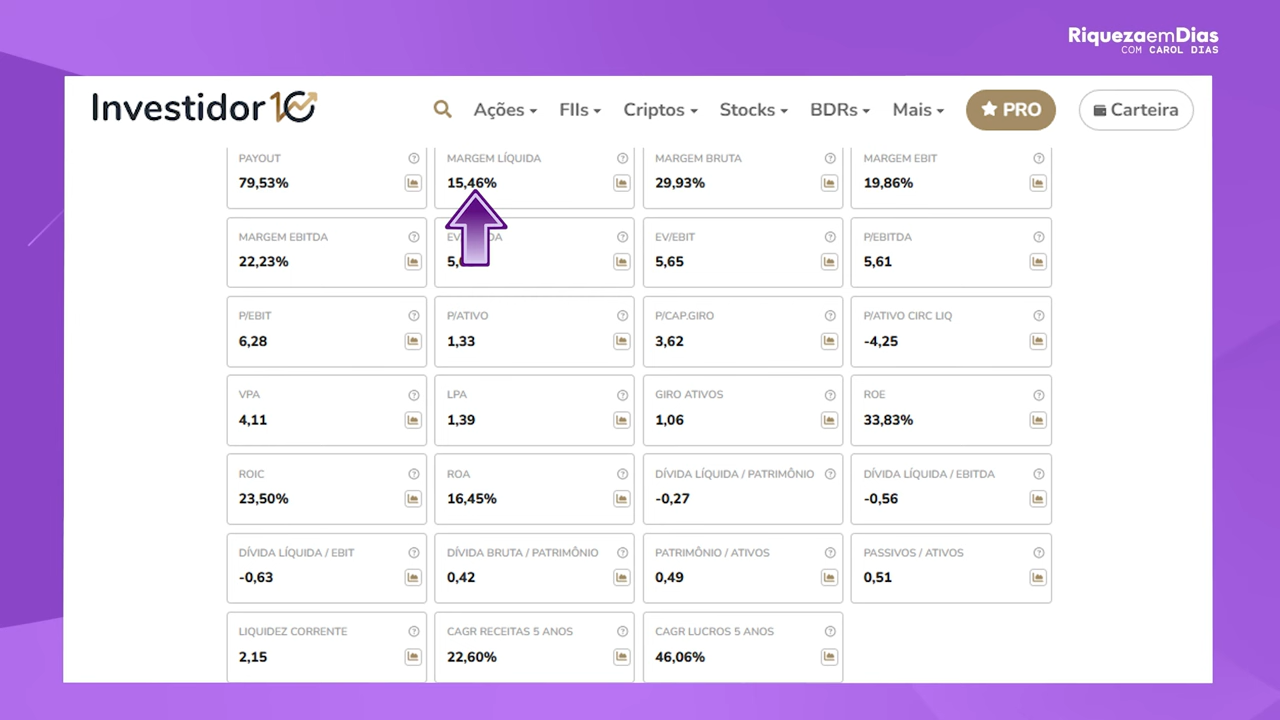 RiquezaemDias
COM CAROL DIAS
Investidor10
Ações
FIIs
Criptos
Stocks
BDRs
Mais
PRO
Carteira
PAYOUT
79,53%
MARGEM LÍQUIDA
15,46%
MARGEM BRUTA
29,93%
MARGEM EBIT
19,86%
MARGEM EBITDA
22,23%
EV/EBIT
5,65
P/EBITDA
5,61
P/EBIT
6,28
P/ATIVO
1,33
P/CAP.GIRO
3,62
P/ATIVO CIRC LIQ
-4,25
VPA
4,11
LPA
1,39
GIRO ATIVOS
1,06
ROE
33,83%
ROIC
23,50%
ROA
16,45%
DÍVIDA LÍQUIDA / PATRIMÔNIO
-0,27
DÍVIDA LÍQUIDA / EBITDA
-0,56
DÍVIDA LÍQUIDA / EBIT
-0,63
DÍVIDA BRUTA / PATRIMÔNIO
0,42
PATRIMÔNIO / ATIVOS
0,49
PASSIVOS / ATIVOS
0,51
LIQUIDEZ CORRENTE
2,15
CAGR RECEITAS 5 ANOS
22,60%
CAGR LUCROS 5 ANOS
46,06%